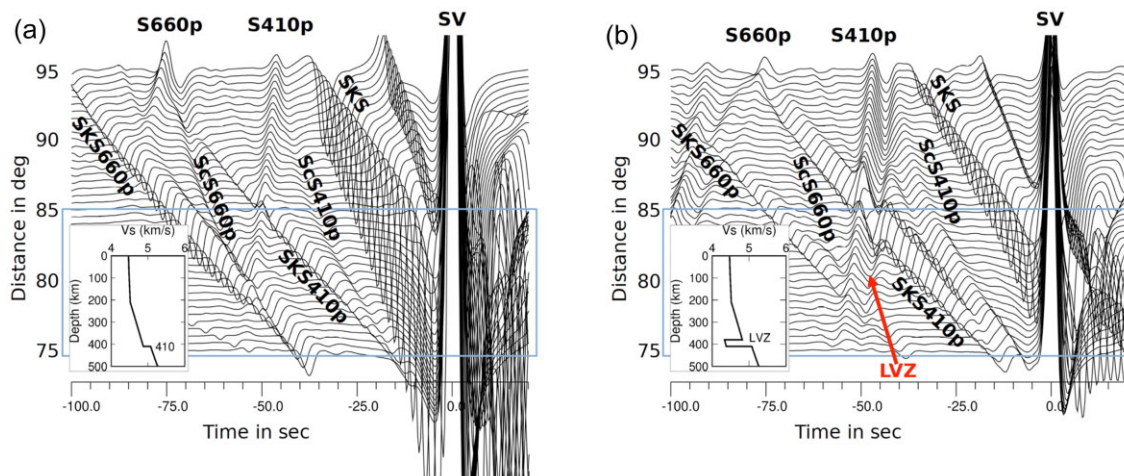 (a)
S660p
S410p
SV
SKS
SKS660p
ScS660p
ScS410p
SKS410p
Distance in deg
95
90
85
80
75
Vs (km/s)
4 5 6
Depth (km)
0
100
200
300
400
500
410
-100.0 -75.0 -50.0 -25.0 0.0
Time in sec
(b)
S660p
S410p
SV
SKS
SKS660p
ScS660p
ScS410p
SKS410p
Distance in deg
95
90
85
80
75
Vs (km/s)
4 5 6
Depth (km)
0
100
200
300
400
500
LVZ
LVZ
-100.0 -75.0 -50.0 -25.0 0.0
Time in sec